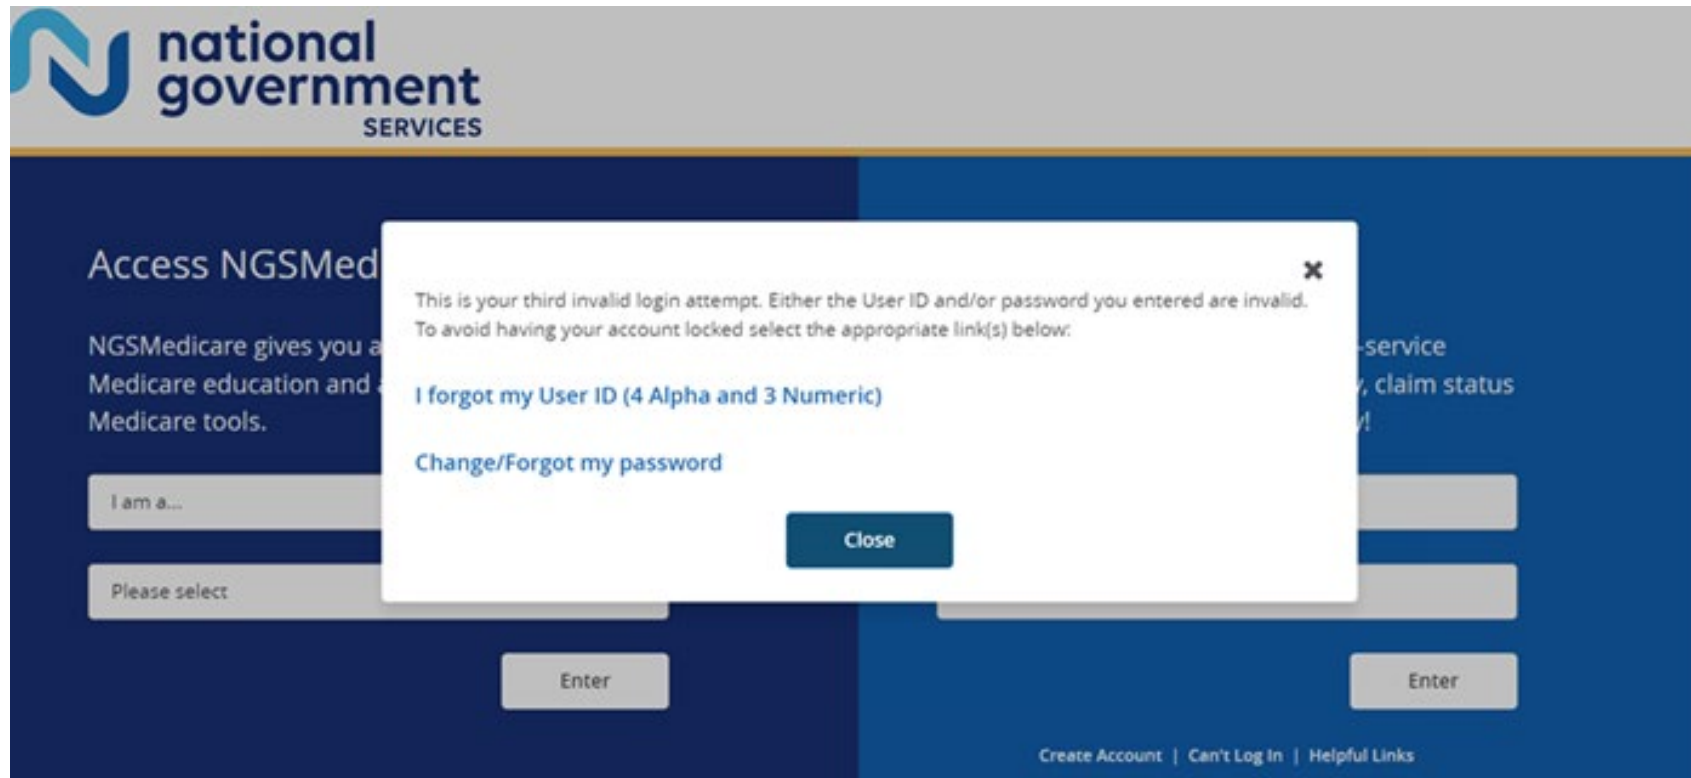 national
government
SERVICES
Access NGSMed
NGSMedicare gives you a
Medicare education and
Medicare tools.
I am a...
Please select
Enter
This is your third invalid login attempt. Either the User ID and/or password you entered are invalid.
To avoid having your account locked select the appropriate link(s) below:
I forgot my User ID (4 Alpha and 3 Numeric)
Change/Forgot my password
Close
-service
, claim status
!
Enter
Create Account | Can't Log In | Helpful Links